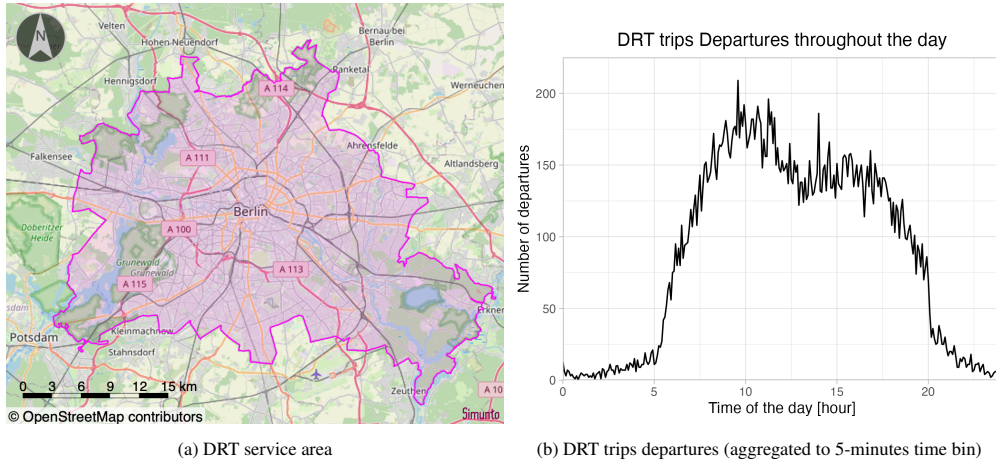 N
Velten
Bernau bei
Berlin
Hohen-Neuendorf
Panketal
Hennigsdorf
A 114
Werneuchen
Ahrensfelde
Falkensee
A 111
Altlandsberg
Berlin
Döberitzer
Heide
A 100
Grunewald
Grunewald
A 113
A 115
Erkner
sdam
Potsdam
Kleinmachnow
Stahnsdorf
Zeuthen
A 10
0 3 6 9 12 15 km
© OpenStreetMap contributors
Simunto
(a) DRT service area
DRT trips Departures throughout the day
Number of departures
200
150
100
50
0
0 5 10 15 20
Time of the day [hour]
(b) DRT trips departures (aggregated to 5-minutes time bin)